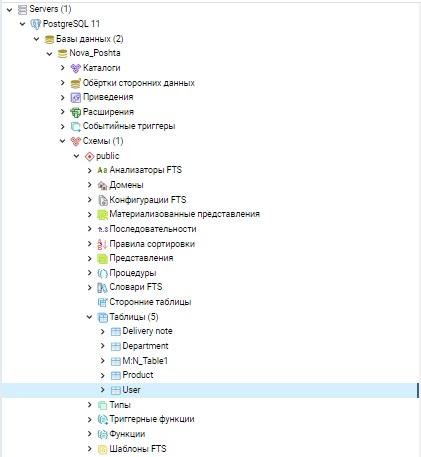 Servers (1)
PostgreSQL 11
Базы данных (2)
Nova_Poshta
Каталоги
Обёртки сторонних данных
Приведения
Расширения
Событийные триггеры
Схемы (1)
public
Анализаторы FTS
Домены
Конфигурации FTS
Материализованные представления
Последовательности
Правила сортировки
Представления
Процедуры
Словари FTS
Сторонние таблицы
Таблицы (5)
Delivery note
Department
M:N_Table1
Product
User
Типы
Триггерные функции
Функции
Шаблоны FTS